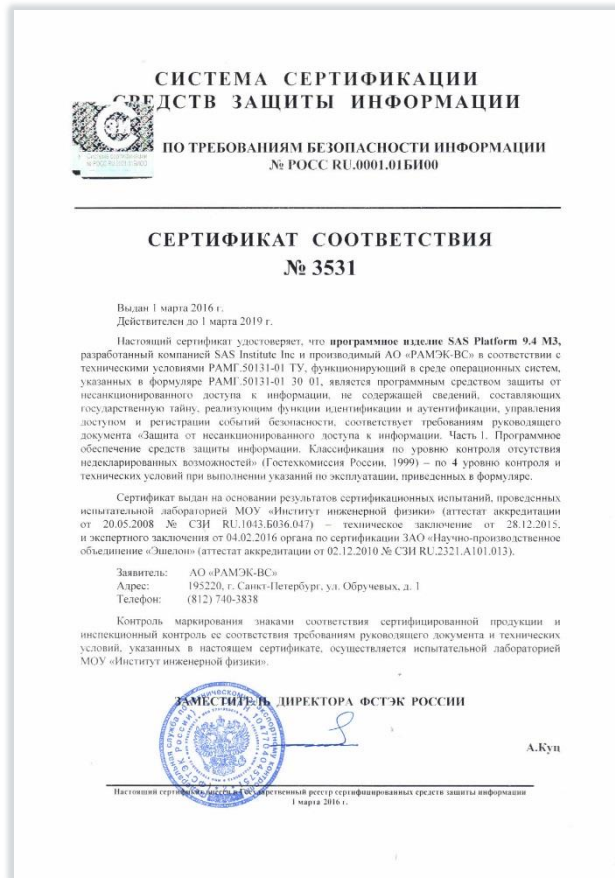 СИСТЕМА СЕРТИФИКАЦИИ
СРЕДСТВ ЗАЩИТЫ ИНФОРМАЦИИ
ПО ТРЕБОВАНИЯМ БЕЗОПАСНОСТИ ИНФОРМАЦИИ
№ РОСС RU.0001.01БИ00
СЕРТИФИКАТ СООТВЕТСТВИЯ
№ 3531
Выдан 1 марта 2016 г.
Действителен до 1 марта 2019 г.
Настоящий сертификат удостоверяет, что программное изделие SAS Platform 9.4 M3,
разработанный компанией SAS Institute Inc и производимый АО «РАМЭК-ВС» в соответствии с
техническими условиями РАМГ.50131-01 ТУ, функционирующий в среде операционных систем,
указанных в формуляре РАМГ.50131-01 30 01, является программным средством защиты от
несанкционированного доступа к информации, не содержащей сведений, составляющих
государственную тайну, реализующим функции идентификации и аутентификации, управления
доступом и регистрации событий безопасности, соответствует требованиям руководящего
документа «Защита от несанкционированного доступа к информации. Часть 1. Программное
обеспечение средств защиты информации. Классификация по уровню контроля отсутствия
недекларированных возможностей» (Гостехкомиссия России, 1999) – по 4 уровню контроля и
технических условий при выполнении указаний по эксплуатации, приведенных в формуляре.
Сертификат выдан на основании результатов сертификационных испытаний, проведенных
испытательной лабораторией МОУ «Институт инженерной физики» (аттестат аккредитации
от 20.05.2008 № СЗИ RU.1043.Б036.047) – техническое заключение от 28.12.2015,
и экспертного заключения от 04.02.2016 органа по сертификации ЗАО «Научно-производственное
объединение «Эшелон» (аттестат аккредитации от 02.12.2010 № СЗИ RU.2321.А101.013).
Заявитель: АО «РАМЭК-ВС»
Адрес: 195220, г. Санкт-Петербург, ул. Обручевых, д. 1
Телефон: (812) 740-3838
Контроль маркирования знаками соответствия сертифицированной продукции и
инспекционный контроль ее соответствия требованиям руководящего документа и технических
условий, указанных в настоящем сертификате, осуществляется испытательной лабораторией
МОУ «Институт инженерной физики».
ЗАМЕСТИТЕЛЬ ДИРЕКТОРА ФСТЭК РОССИИ
А.Куц
Настоящий сертификат внесен в Государственный реестр сертифицированных средств защиты информации
1 марта 2016 г.